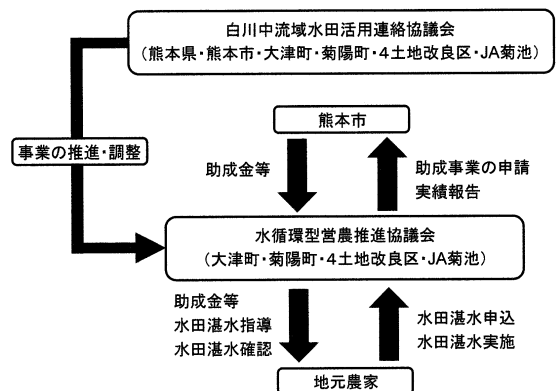 白川中流域水田活用連絡協議会
(熊本県・熊本市・大津町・菊陽町・4土地改良区・JA菊池)
熊本市
事業の推進・調整
助成金等
助成事業の申請
実績報告
水循環型営農推進協議会
(大津町・菊陽町・4土地改良区・JA菊池)
助成金等
水田湛水指導
水田湛水確認
水田湛水申込
水田湛水実施
地元農家